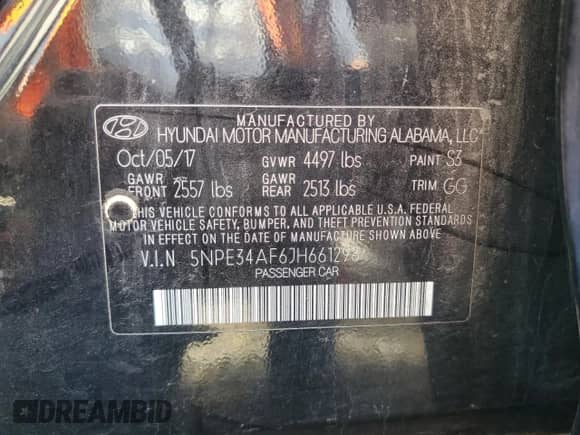 MANUFACTURED BY
HYUNDAI MOTOR MANUFACTURING ALABAMA, LLC
Oct/05/17 GVWR 4497 lbs PAINT S3
GAWR FRONT 2557 lbs GAWR REAR 2513 lbs TRIM GG
THIS VEHICLE CONFORMS TO ALL APPLICABLE U.S.A. FEDERAL
MOTOR VEHICLE SAFETY, BUMPER, AND THEFT PREVENTION
STANDARDS IN EFFECT ON THE DATE OF MANUFACTURE SHOWN
ABOVE.
V.I.N
PASSENGER CAR
DREAMBID